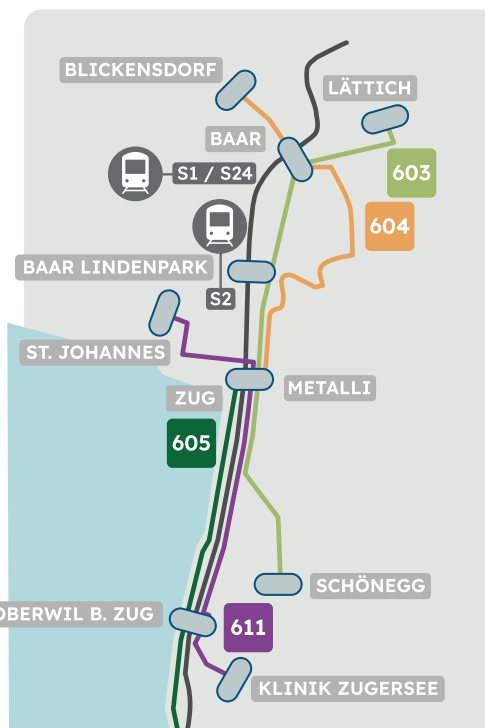 BLICKENSDORF
LÄTTICH
BAAR
603
S1 / S24
604
BAAR LINDENPARK
S2
ST. JOHANNES
METALLI
ZUG
605
SCHÖNEGG
OBERWIL B. ZUG
611
KLINIK ZUGERSEE